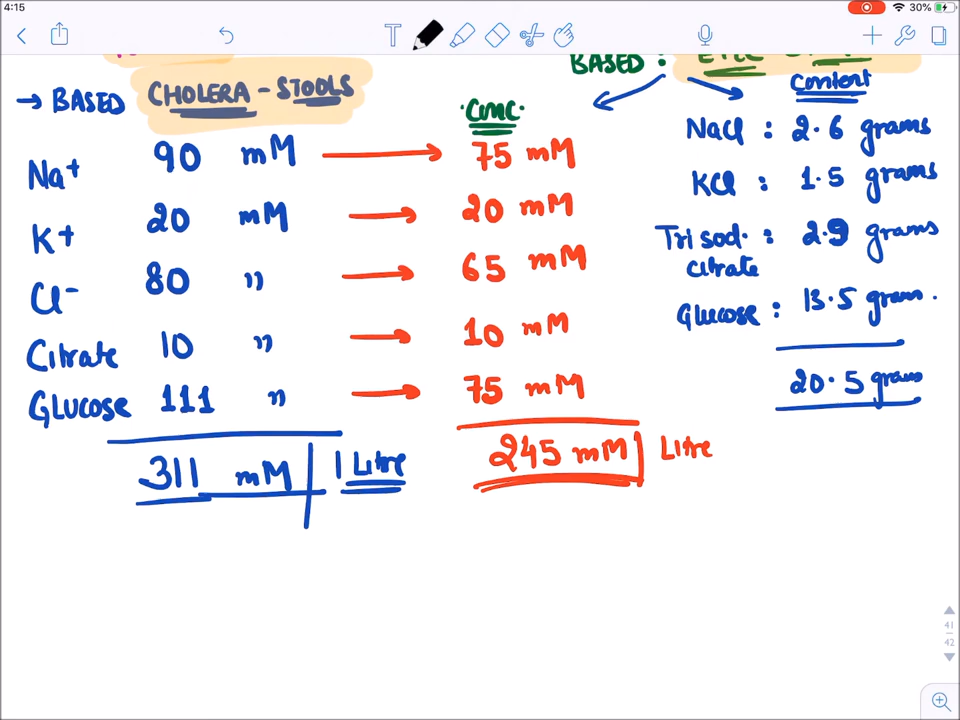 4:15
30%
T
→ BASED CHOLERA - STOOLS
BASED :
Content
CONC.
Na+ 90 mM → 75 mM
K+ 20 mM → 20 mM
Cl- 80 " → 65 mM
Citrate 10 " → 10 mM
GLUCOSE 111 " → 75 mM
311 mM | 1 Litre
245 mM | Litre
NaCl : 2.6 grams
KCl : 1.5 grams
Tri sod. : 2.9 grams
citrate
Glucose : 13.5 gram.
20.5 grams
41
42